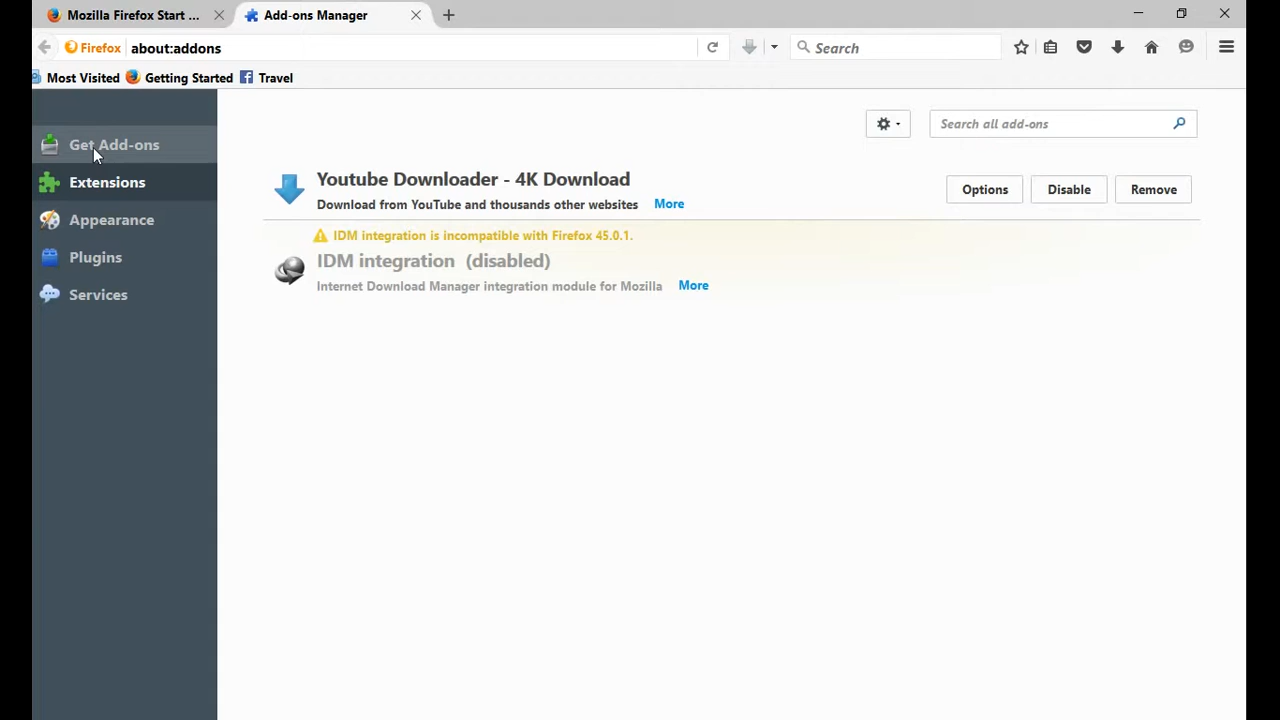 Mozilla Firefox Start ...
Add-ons Manager
Firefox
about:addons
Search
Most Visited
Getting Started
Travel
Get Add-ons
Extensions
Appearance
Plugins
Services
Search all add-ons
Youtube Downloader - 4K Download
Download from YouTube and thousands other websites More
Options
Disable
Remove
IDM integration is incompatible with Firefox 45.0.1.
IDM integration (disabled)
Internet Download Manager integration module for Mozilla More